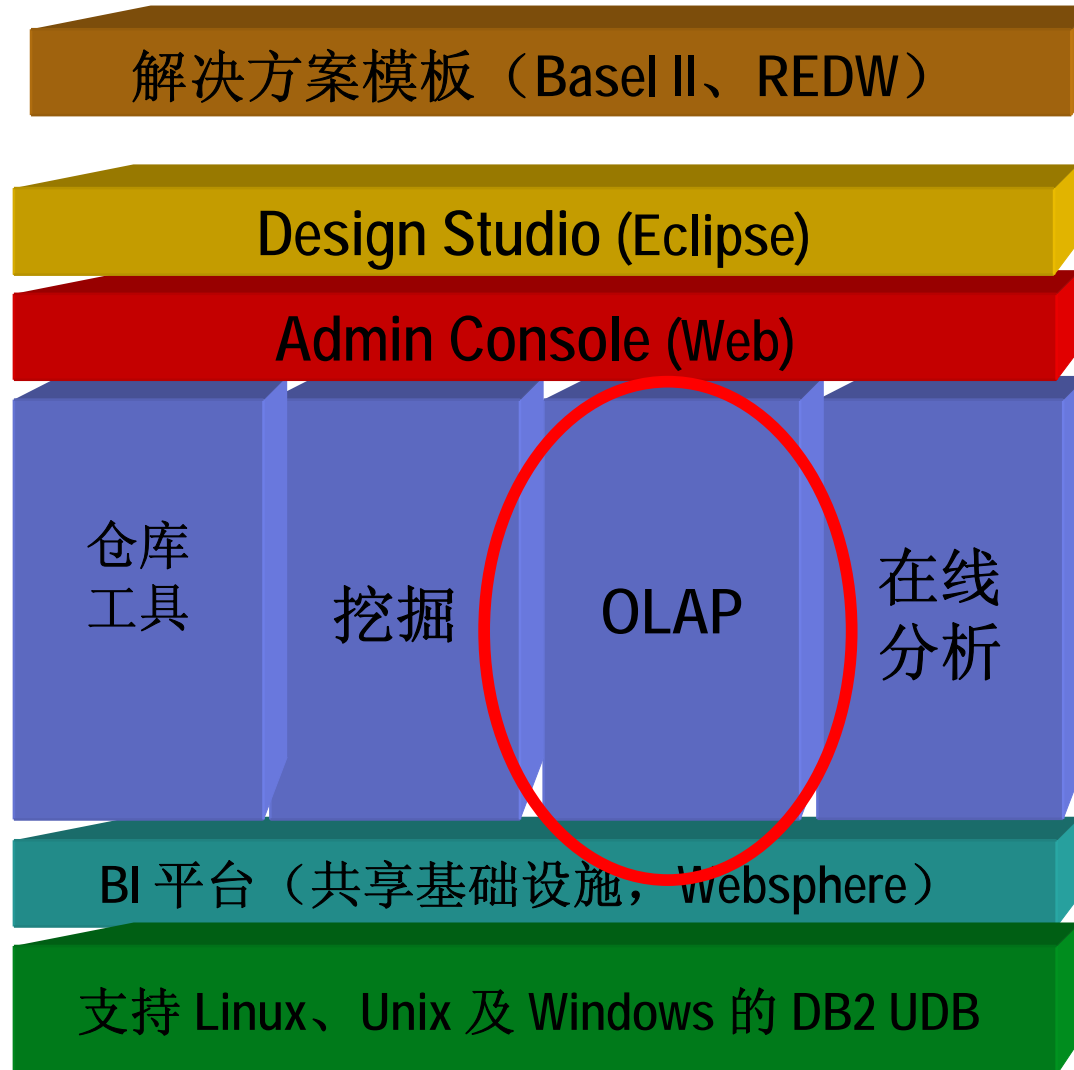 解决方案模板（Basel II、REDW）
Design Studio (Eclipse)
Admin Console (Web)
仓库
工具
挖掘
OLAP
在线
分析
BI 平台（共享基础设施，Websphere）
支持 Linux、Unix 及 Windows 的 DB2 UDB